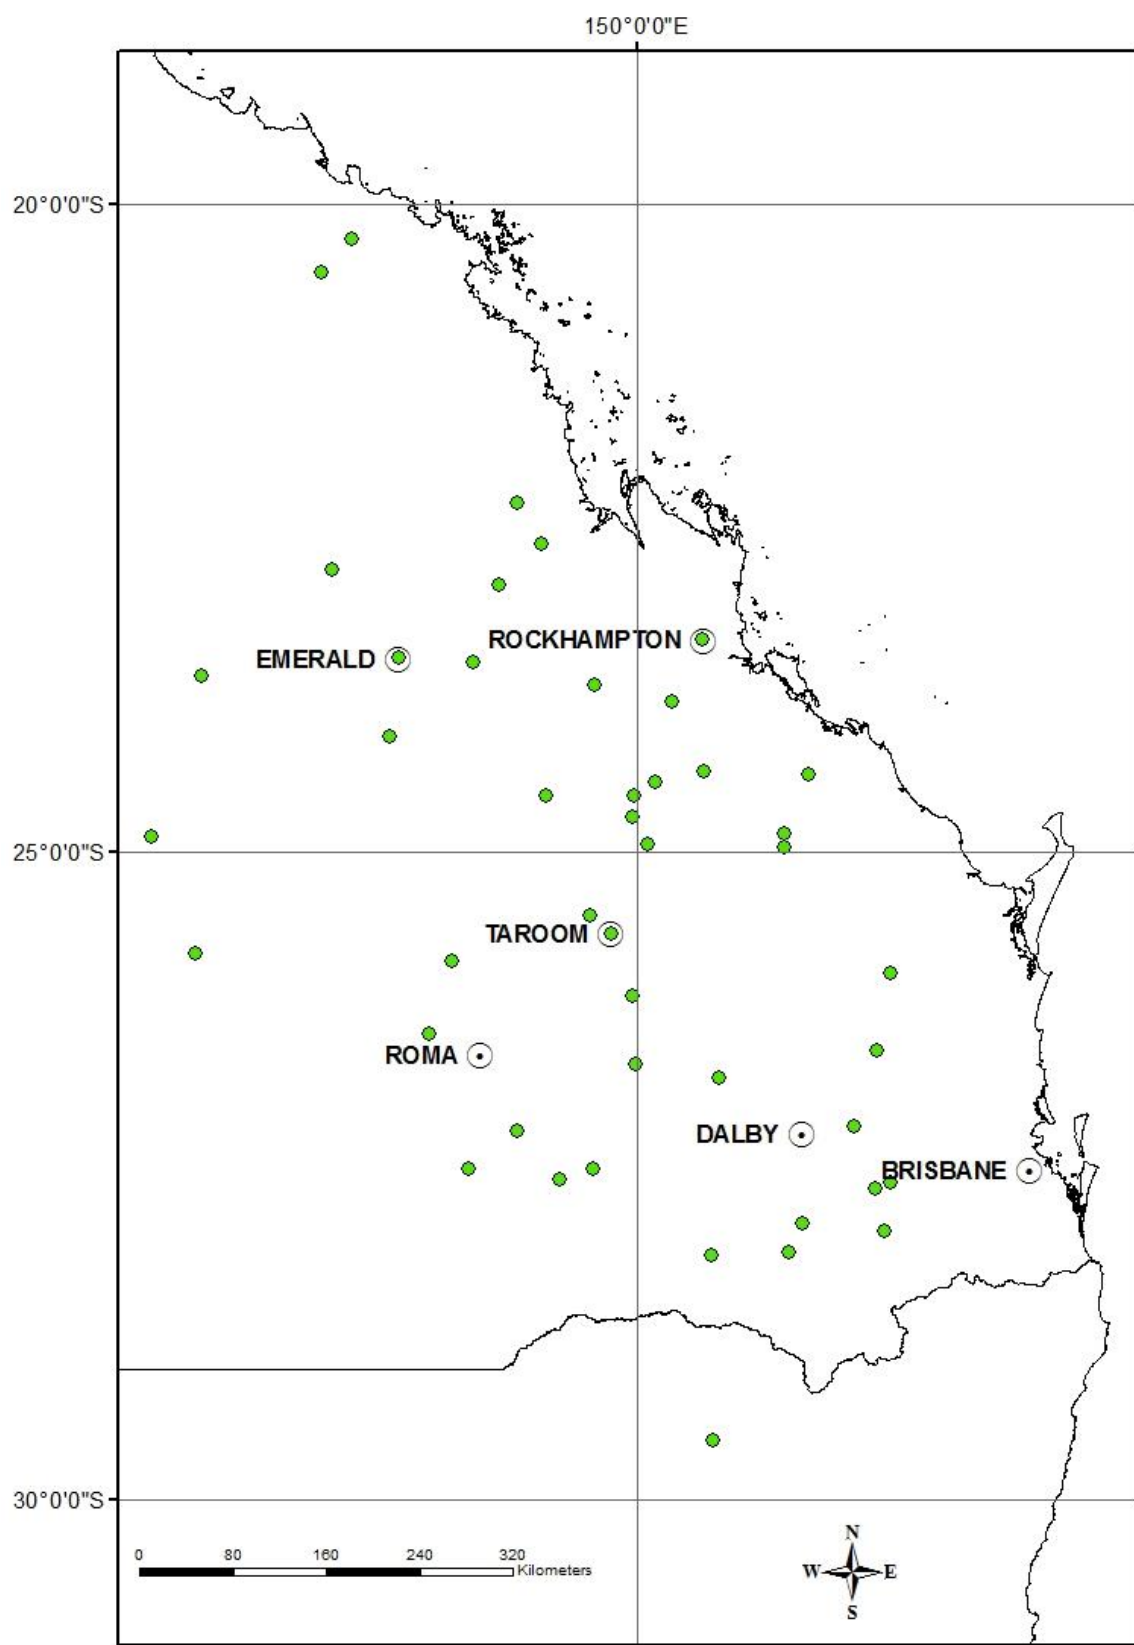 150°0'0"E
20°0'0"S
ROCKHAMPTON
EMERALD
25°0'0"S
TAROOM
ROMA
DALBY
BRISBANE
30°0'0"S
N
0 80 160 240 320
Kilometers
W E
S